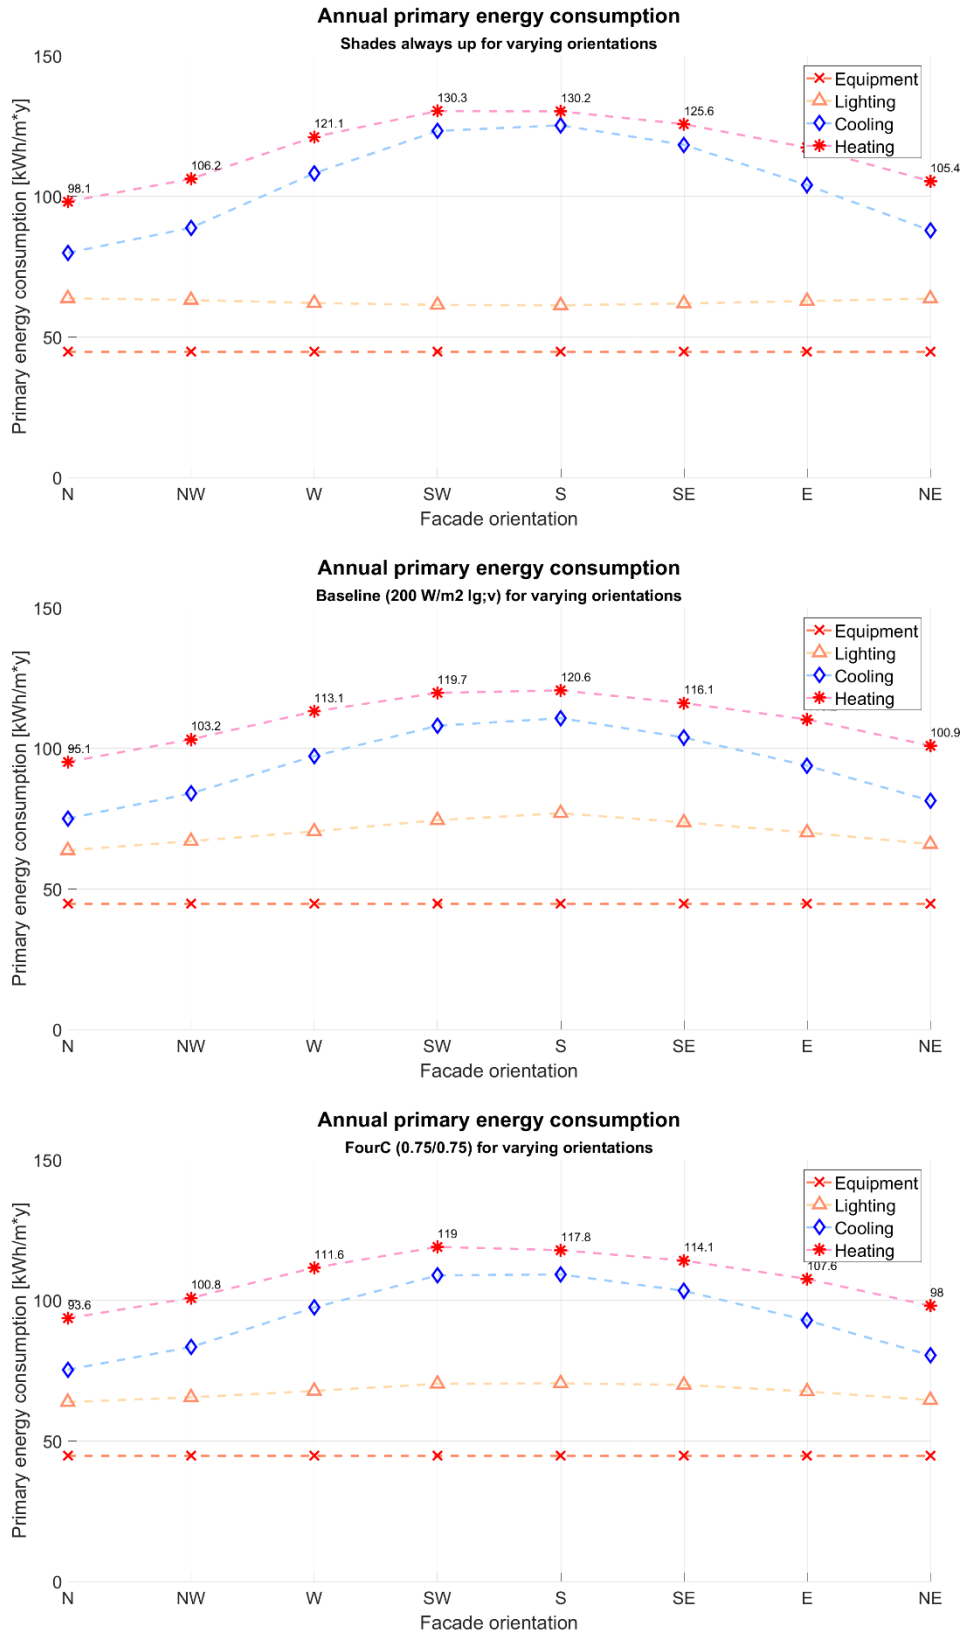 Annual primary energy consumption
Shades always up for varying orientations
Primary energy consumption [kWh/m*y]
150
100
50
0
98.1
106.2
121.1
130.3
130.2
125.6
105.4
Equipment
Lighting
Cooling
Heating
N NW W SW S SE E NE
Facade orientation
Annual primary energy consumption
Baseline (200 W/m2 lg;v) for varying orientations
Primary energy consumption [kWh/m*y]
150
100
50
0
95.1
103.2
113.1
119.7
120.6
116.1
100.9
Equipment
Lighting
Cooling
Heating
N NW W SW S SE E NE
Facade orientation
Annual primary energy consumption
FourC (0.75/0.75) for varying orientations
Primary energy consumption [kWh/m*y]
150
100
50
0
93.6
100.8
111.6
119
117.8
114.1
107.6
98
Equipment
Lighting
Cooling
Heating
N NW W SW S SE E NE
Facade orientation